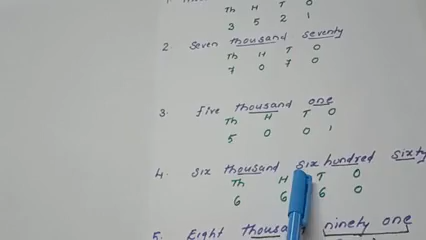 Th H T O
3 5 2 1
2. Seven thousand seventy
Th H T O
7 0 7 0
3. Five thousand one
Th H T O
5 0 0 1
4. Six thousand six hundred sixty
Th H T O
6 6 6 0
5. Eight thousand ninety one